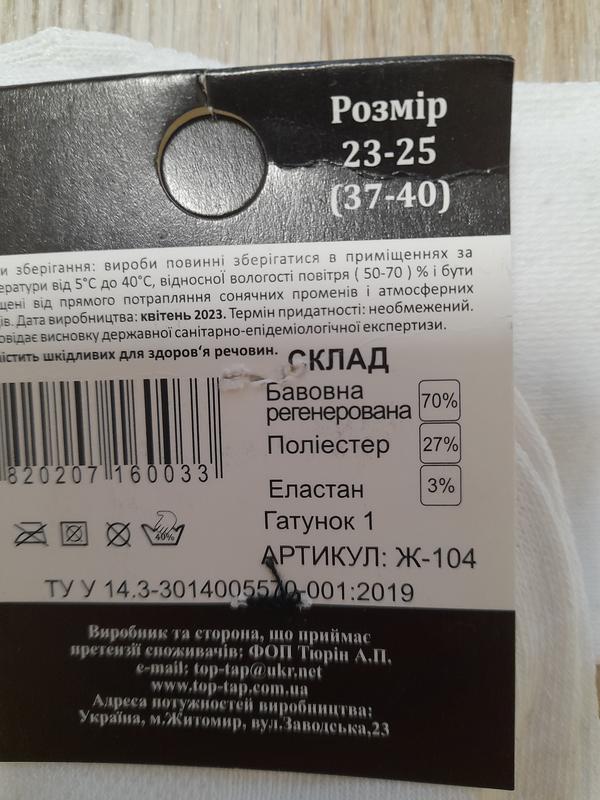 Розмір
23-25
(37-40)
и зберігання: вироби повинні зберігатися в приміщеннях за
ператури від 5°С до 40°С, відносної вологості повітря ( 50-70 ) % і бути
щені від прямого потрапляння сонячних променів і атмосферних
ів. Дата виробництва: квітень 2023. Термін придатності: необмежений.
овідає висновку державної санітарно-епідеміологічної експертизи.
містить шкідливих для здоров'я речовин.
СКЛАД
Бавовна
регенерована 70%
Поліестер 27%
Еластан 3%
820207 160033
40%
Гатунок 1
АРТИКУЛ: Ж-104
ТУ У 14.3-3014005570-001:2019
Виробник та сторона, що приймає
претензії споживачів; ФОП Тюрін А.П.
e-mail; top-tap@ukr.net
www.top-tap.com.ua
Адреса потужностей виробництва;
Україна, м.Житомир, вул.Заводська,23